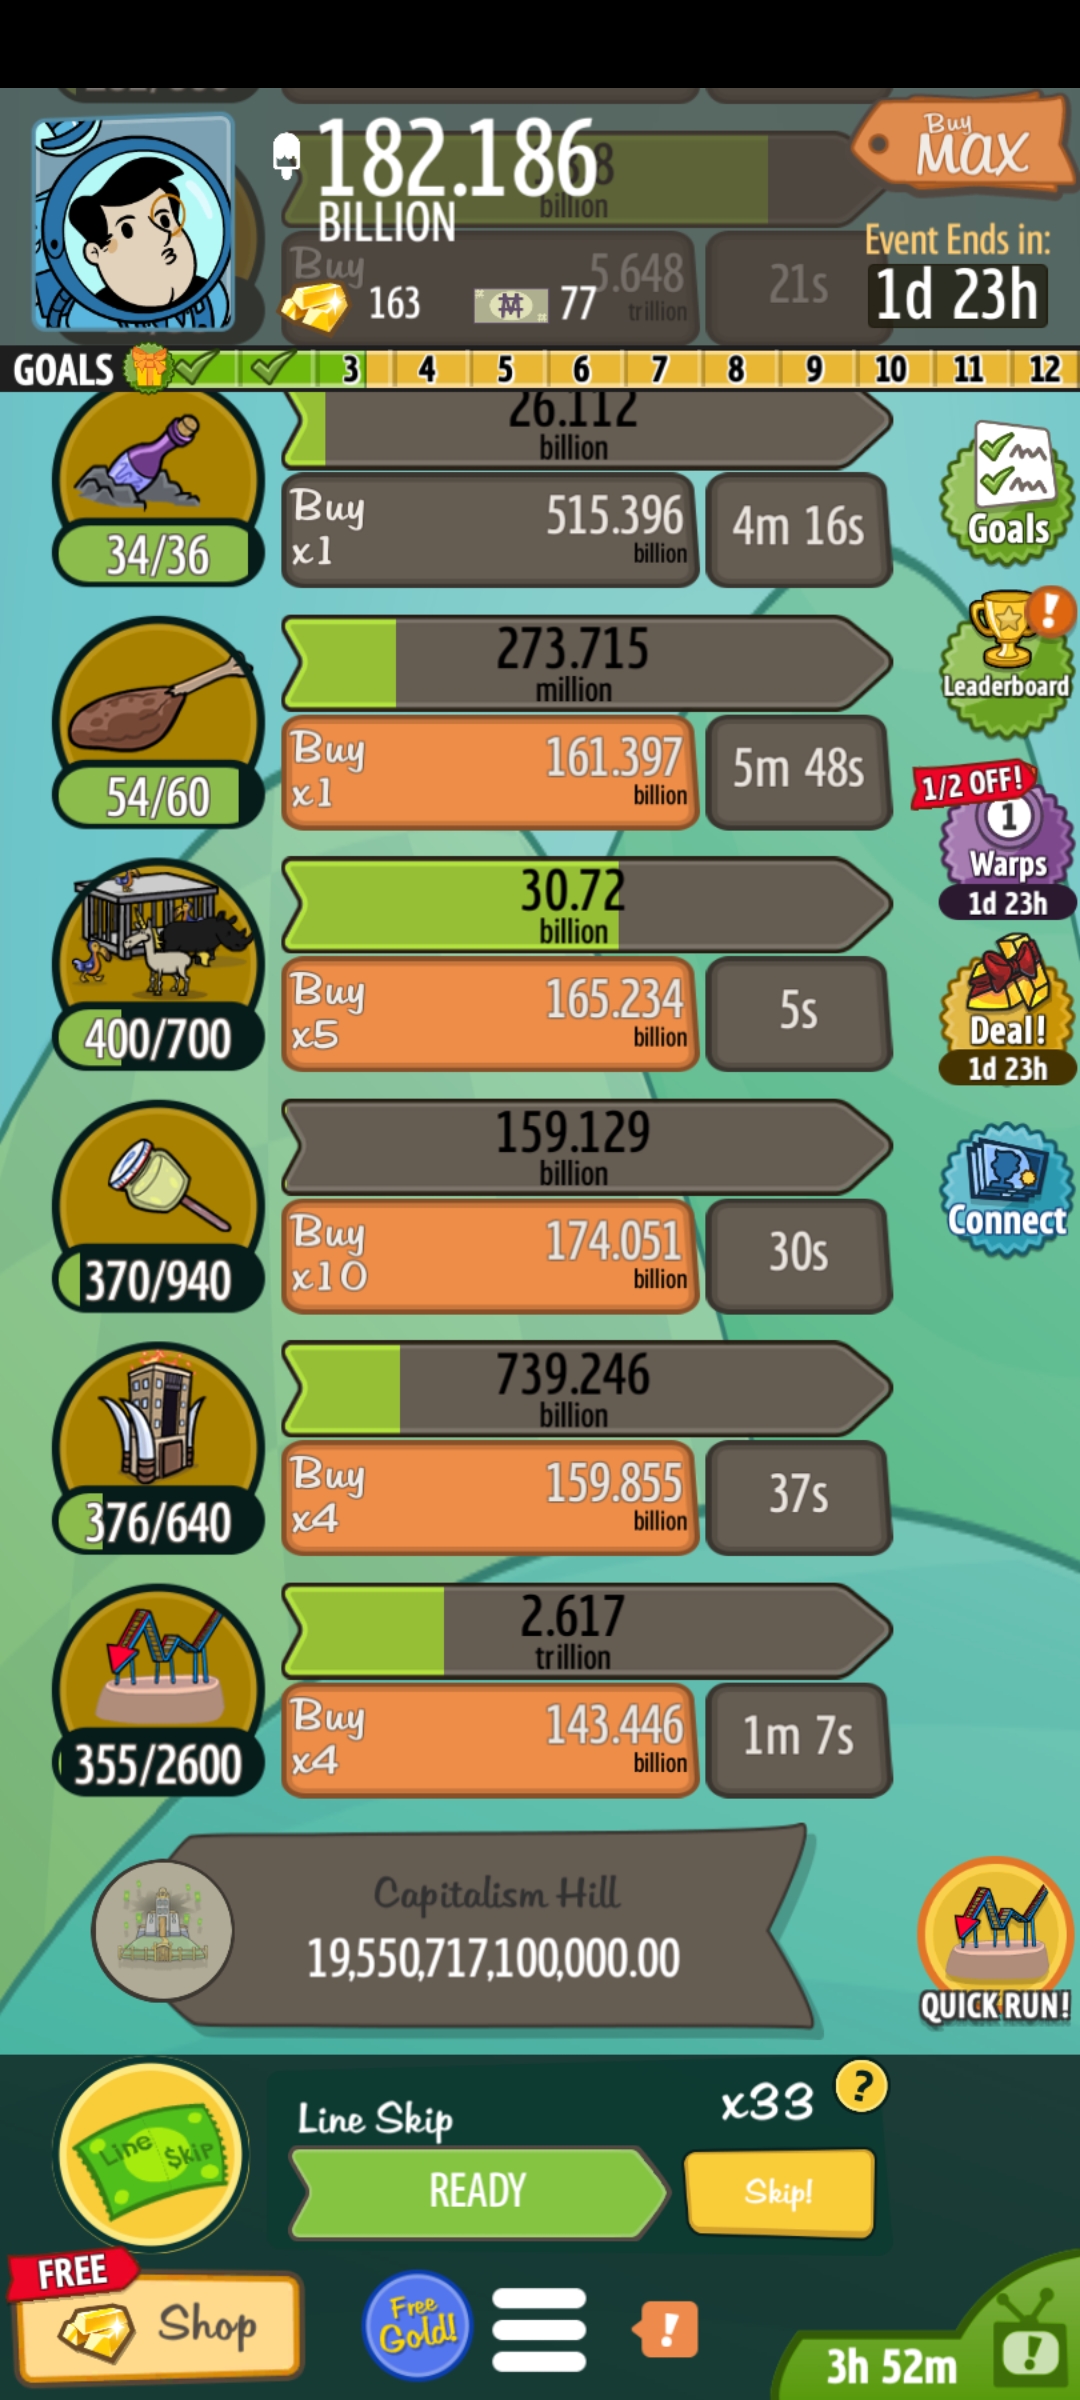 182.186
BILLION
billion
Buy
MAX
Event Ends in:
1d 23h
Buy
5.648
trillion
21s
163
77
GOALS 3 4 5 6 7 8 9 10 11 12
26.112
billion
34/36
Buy
x1
515.396
billion
4m 16s
Goals
273.715
million
54/60
Buy
x1
161.397
billion
5m 48s
Leaderboard
1/2 OFF!
1
Warps
1d 23h
30.72
billion
400/700
Buy
x5
165.234
billion
5s
Deal!
1d 23h
159.129
billion
370/940
Buy
x10
174.051
billion
30s
Connect
739.246
billion
376/640
Buy
x4
159.855
billion
37s
2.617
trillion
355/2600
Buy
x4
143.446
billion
1m 7s
Capitalism Hill
19,550,717,100,000.00
QUICK RUN!
Line $kip
Line Skip
x33
?
READY
Skip!
FREE
Shop
Free
Gold!
!
3h 52m
!